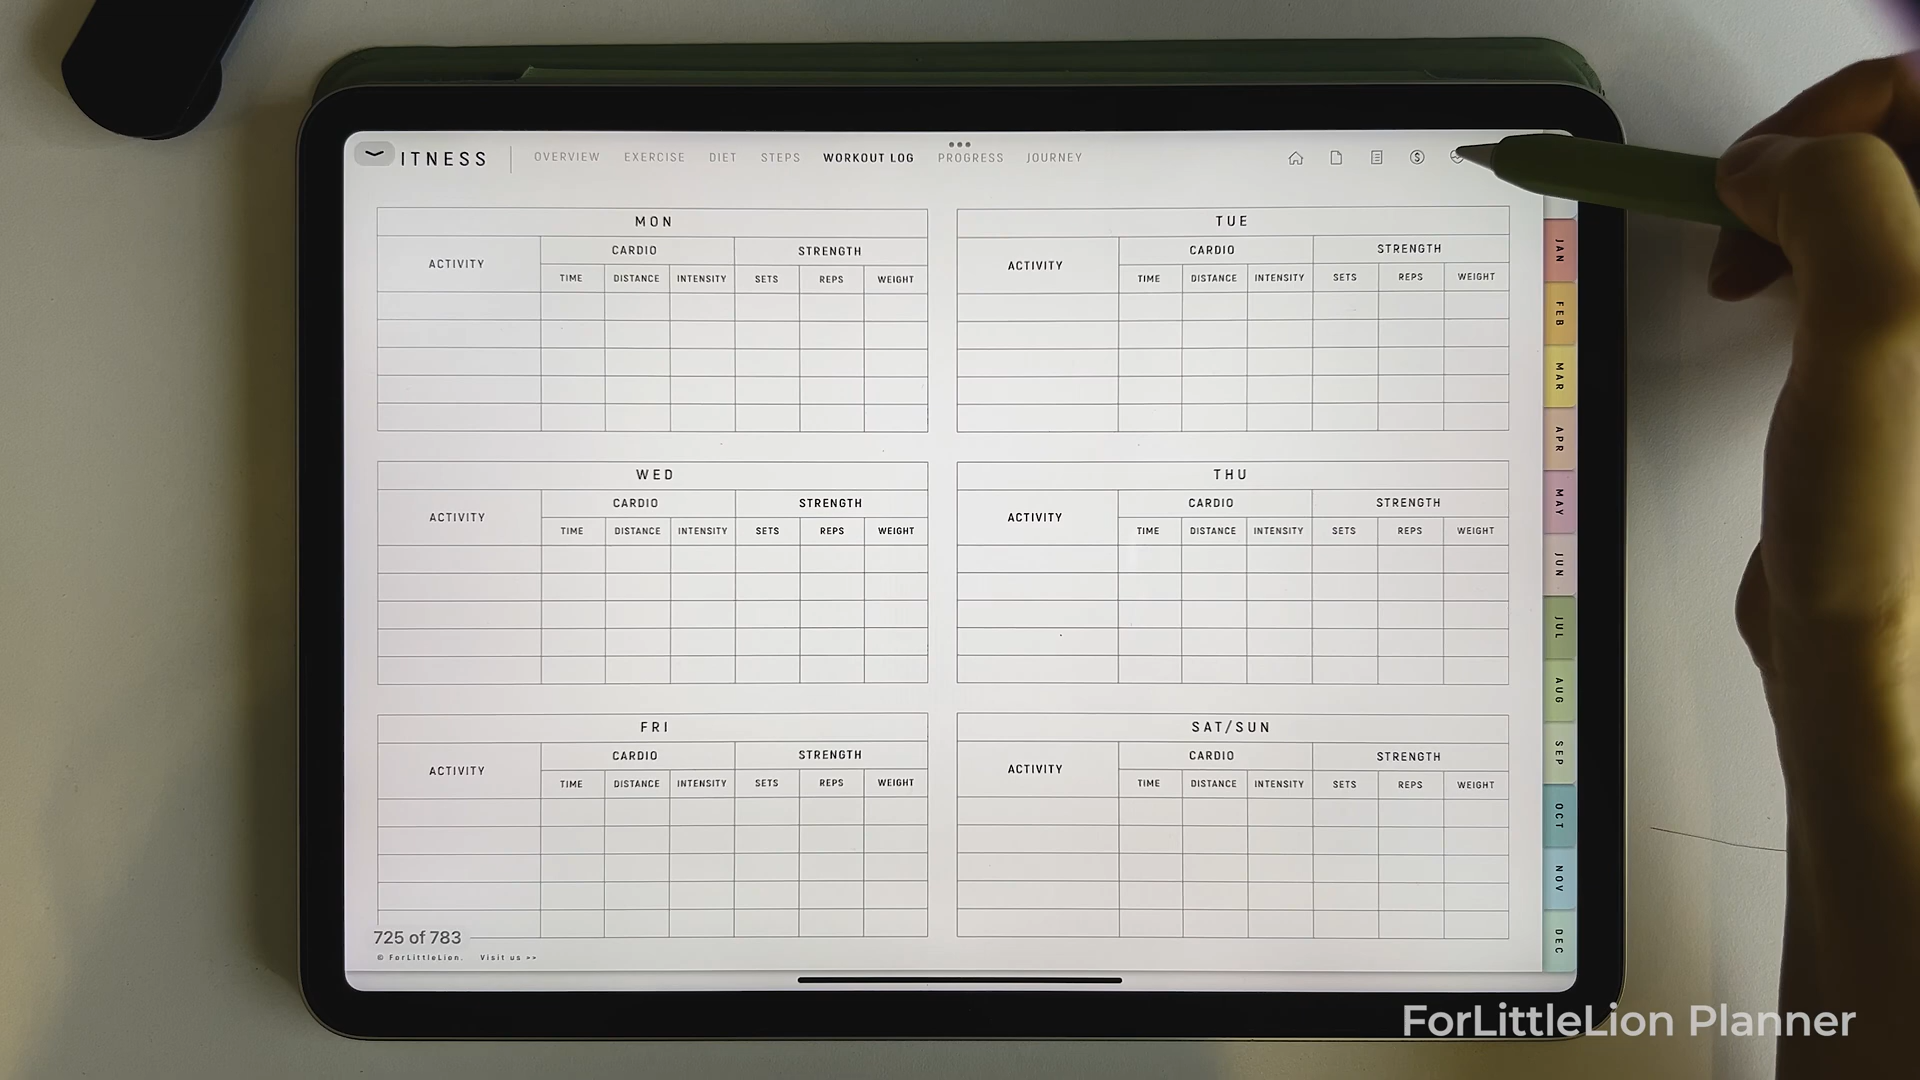 ITNESS OVERVIEW EXERCISE DIET STEPS WORKOUT LOG PROGRESS JOURNEY
MON
ACTIVITY CARDIO STRENGTH
TIME DISTANCE INTENSITY SETS REPS WEIGHT
TUE
ACTIVITY CARDIO STRENGTH
TIME DISTANCE INTENSITY SETS REPS WEIGHT
WED
ACTIVITY CARDIO STRENGTH
TIME DISTANCE INTENSITY SETS REPS WEIGHT
THU
ACTIVITY CARDIO STRENGTH
TIME DISTANCE INTENSITY SETS REPS WEIGHT
FRI
ACTIVITY CARDIO STRENGTH
TIME DISTANCE INTENSITY SETS REPS WEIGHT
SAT/SUN
ACTIVITY CARDIO STRENGTH
TIME DISTANCE INTENSITY SETS REPS WEIGHT
725 of 783
© ForLittleLion. Visit us >>
JAN
FEB
MAR
APR
MAY
JUN
JUL
AUG
SEP
OCT
NOV
DEC
ForLittleLion Planner